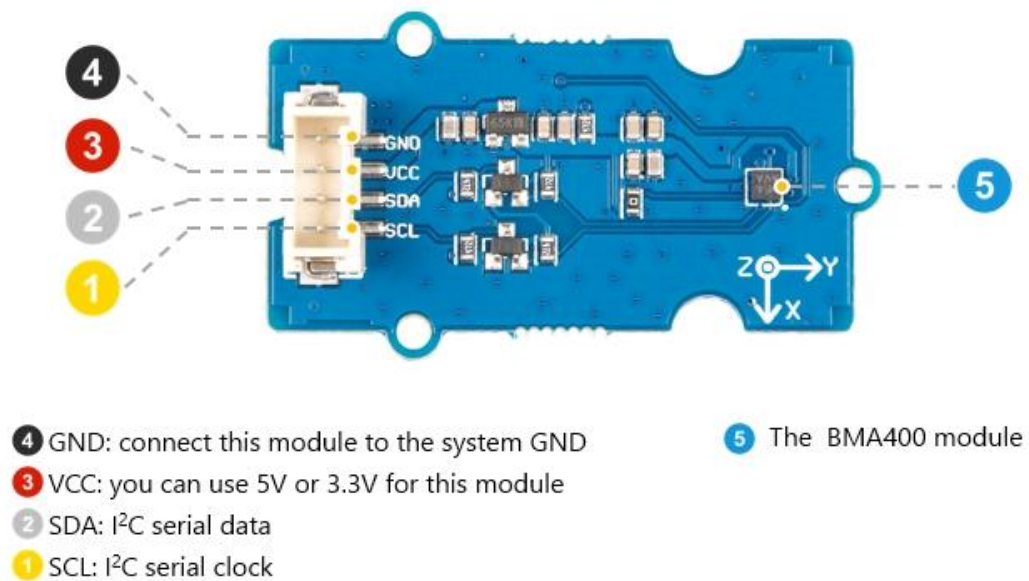 4
3
2
1
GND
VCC
SDA
SCL
65K5
5
Z Y
X
4 GND: connect this module to the system GND
3 VCC: you can use 5V or 3.3V for this module
2 SDA: I²C serial data
1 SCL: I²C serial clock
5 The BMA400 module